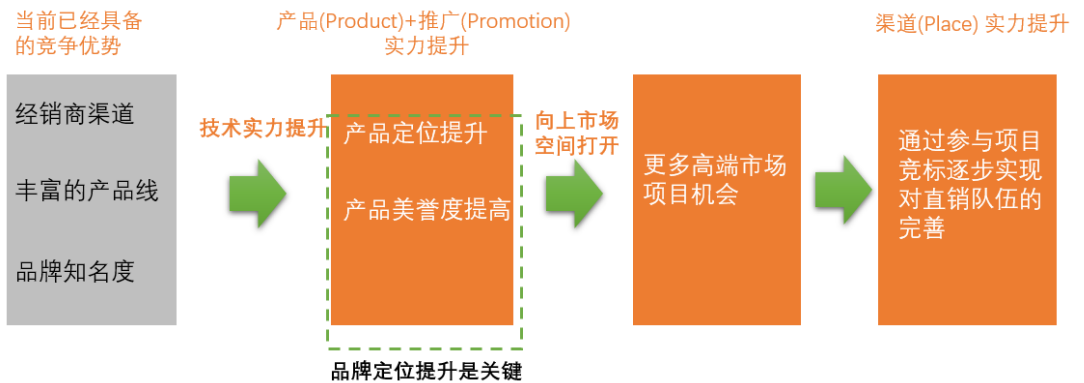 当前已经具备
的竞争优势
经销商渠道
丰富的产品线
品牌知名度
技术实力提升
产品(Product)+推广(Promotion)
实力提升
产品定位提升
产品美誉度提高
品牌定位提升是关键
向上市场
空间打开
更多高端市场
项目机会
渠道(Place) 实力提升
通过参与项目
竞标逐步实现
对直销队伍的
完善